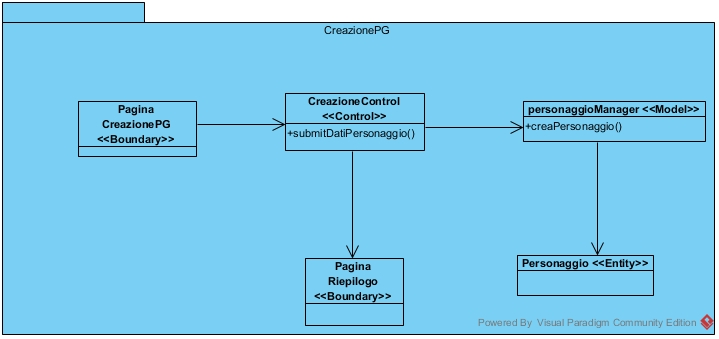 CreazionePG
Pagina
CreazionePG
<<Boundary>>
CreazioneControl
<<Control>>
+submitDatiPersonaggio()
personaggioManager <<Model>>
+creaPersonaggio()
Pagina
Riepilogo
<<Boundary>>
Personaggio <<Entity>>
Powered By Visual Paradigm Community Edition